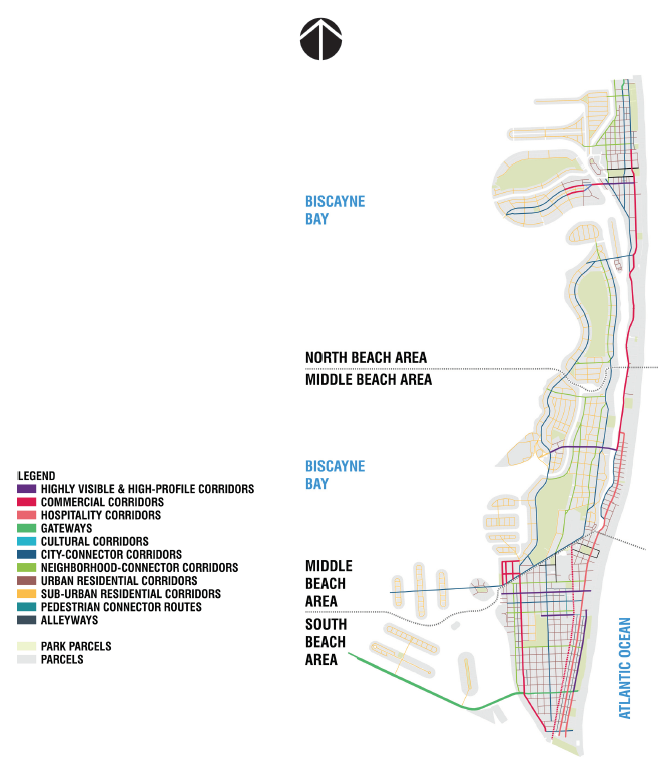 BISCAYNE
BAY
NORTH BEACH AREA
MIDDLE BEACH AREA
BISCAYNE
BAY
LEGEND
HIGHLY VISIBLE & HIGH-PROFILE CORRIDORS
COMMERCIAL CORRIDORS
HOSPITALITY CORRIDORS
GATEWAYS
CULTURAL CORRIDORS
CITY-CONNECTOR CORRIDORS
NEIGHBORHOOD-CONNECTOR CORRIDORS
URBAN RESIDENTIAL CORRIDORS
SUB-URBAN RESIDENTIAL CORRIDORS
PEDESTRIAN CONNECTOR ROUTES
ALLEYWAYS
PARK PARCELS
PARCELS
MIDDLE
BEACH
AREA
SOUTH
BEACH
AREA
ATLANTIC OCEAN